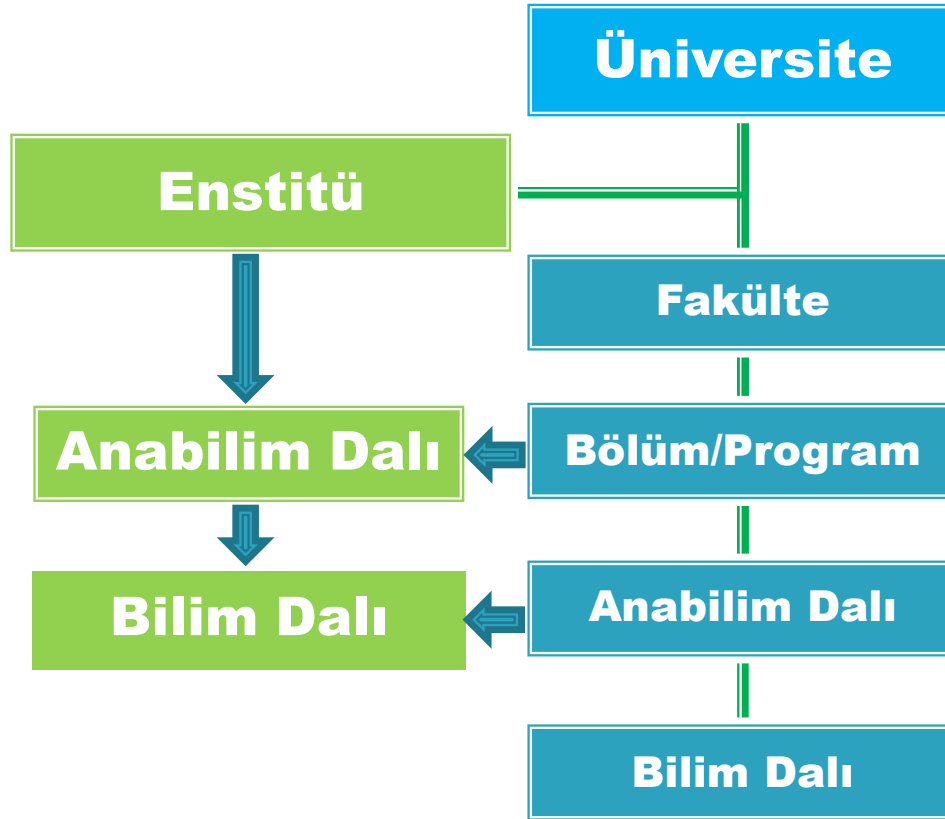 Üniversite
Enstitü
Fakülte
Anabilim Dalı
Bölüm/Program
Bilim Dalı
Anabilim Dalı
Bilim Dalı